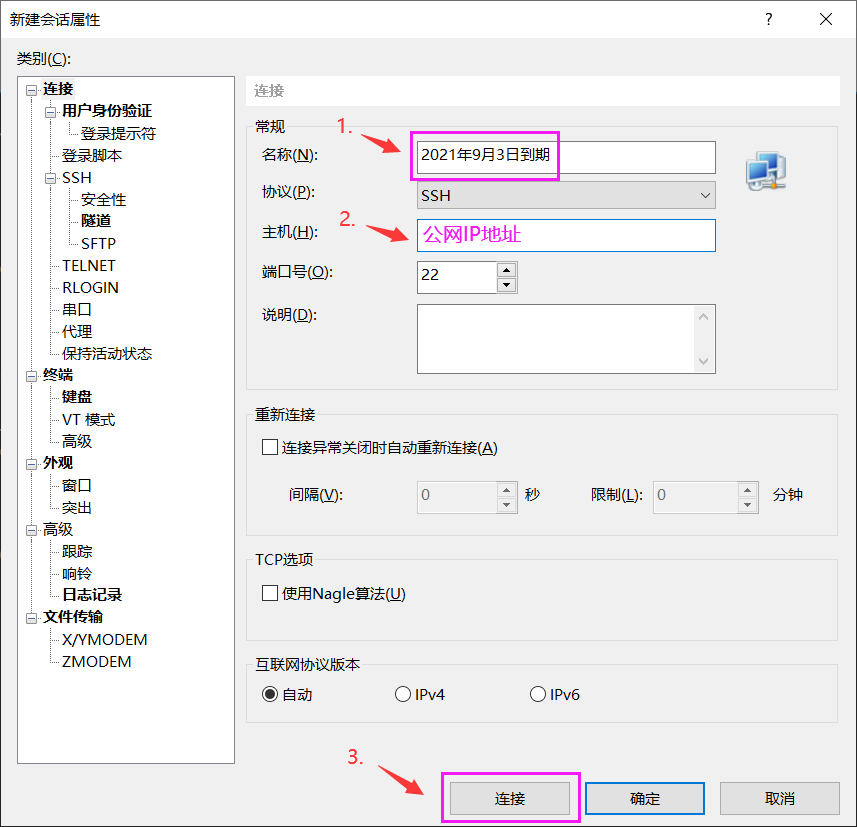 新建会话属性
?
类别(C):
连接
用户身份验证
登录提示符
登录脚本
SSH
安全性
隧道
SFTP
TELNET
RLOGIN
串口
代理
保持活动状态
终端
键盘
VT 模式
高级
外观
窗口
突出
高级
跟踪
响铃
日志记录
文件传输
X/YMODEM
ZMODEM
连接
常规
1.
名称(N):
2021年9月3日到期
协议(P):
SSH
2.
主机(H):
公网IP地址
端口号(O):
22
说明(D):
重新连接
连接异常关闭时自动重新连接(A)
间隔(V):
0
秒
限制(L):
0
分钟
TCP选项
使用Nagle算法(U)
互联网协议版本
自动
IPv4
IPv6
3.
连接
确定
取消